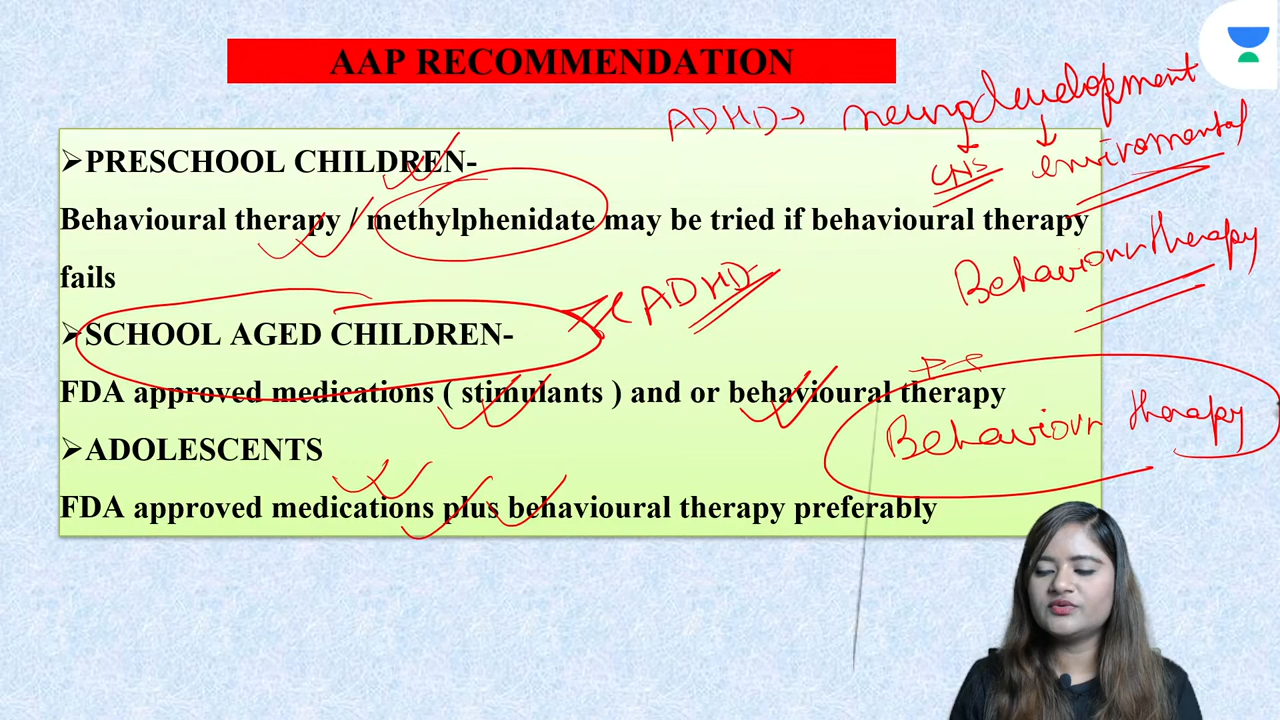 AAP RECOMMENDATION
ADHD → neurodevelopment
CNS enviromental
➢PRESCHOOL CHILDREN-
Behavioural therapy / methylphenidate may be tried if behavioural therapy
fails
Behaviour therapy
ADHD
➢SCHOOL AGED CHILDREN-
FDA approved medications ( stimulants ) and or behavioural therapy
Behaviour therapy
➢ADOLESCENTS
FDA approved medications plus behavioural therapy preferably